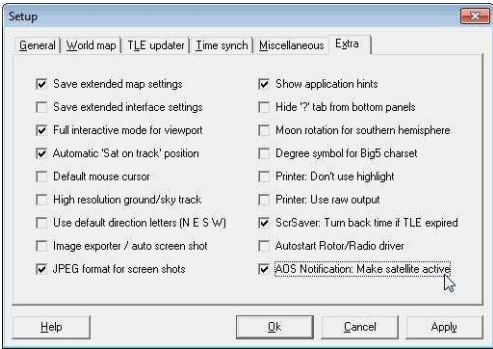 Setup
General World map TLE updater Time synch Miscellaneous Extra
Save extended map settings
Save extended interface settings
Full interactive mode for viewport
Automatic 'Sat on track' position
Default mouse cursor
High resolution ground/sky track
Use default direction letters (N E S W)
Image exporter / auto screen shot
JPEG format for screen shots
Show application hints
Hide '?' tab from bottom panels
Moon rotation for southern hemisphere
Degree symbol for Big5 charset
Printer: Don't use highlight
Printer: Use raw output
ScrSaver: Turn back time if TLE expired
Autostart Rotor/Radio driver
AOS Notification: Make satellite active
Help Ok Cancel Apply